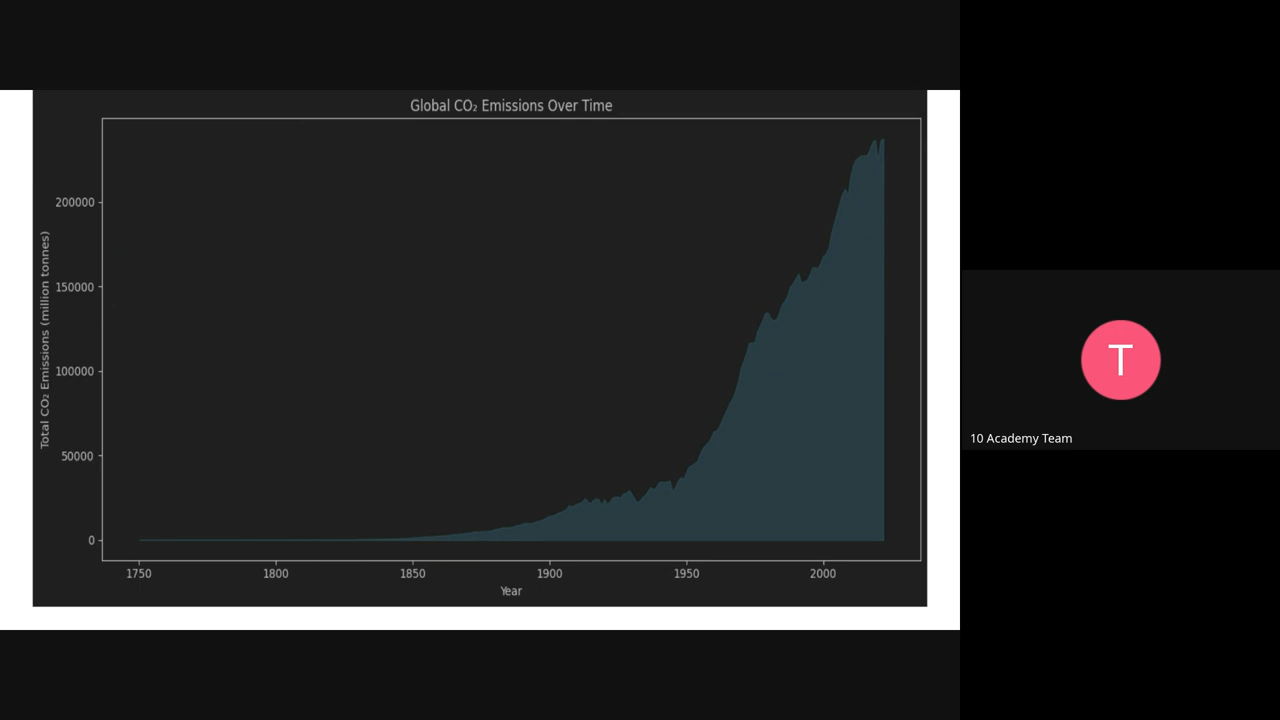 Global CO₂ Emissions Over Time
Total CO₂ Emissions (million tonnes)
200000
150000
100000
50000
0
1750 1800 1850 1900 1950 2000
Year
T
10 Academy Team